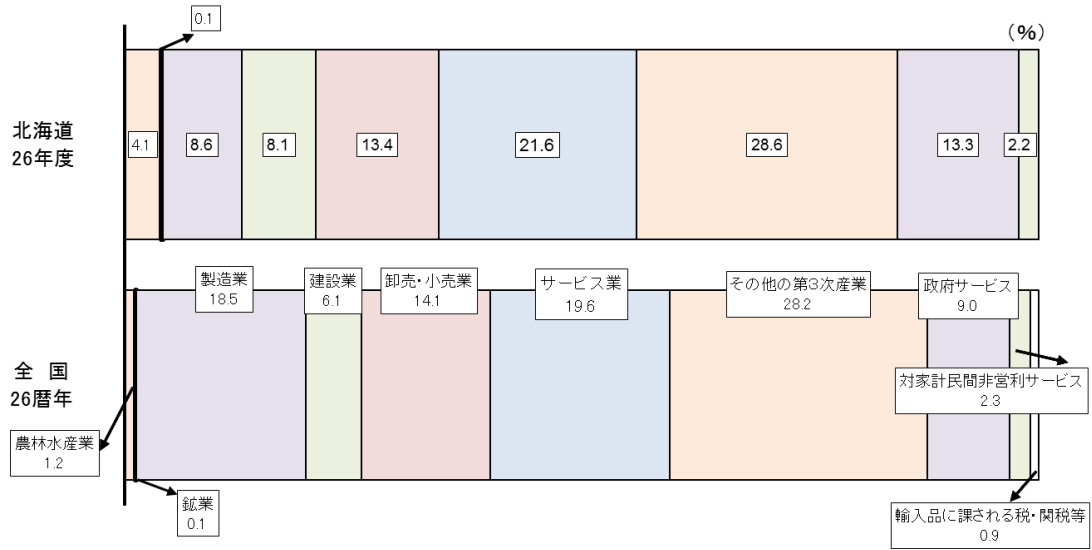 0.1
(%)
北海道
26年度
4.1
8.6
8.1
13.4
21.6
28.6
13.3
2.2
製造業
18.5
建設業
6.1
卸売・小売業
14.1
サービス業
19.6
その他の第3次産業
28.2
政府サービス
9.0
全 国
26暦年
対家計民間非営利サービス
2.3
農林水産業
1.2
鉱業
0.1
輸入品に課される税・関税等
0.9